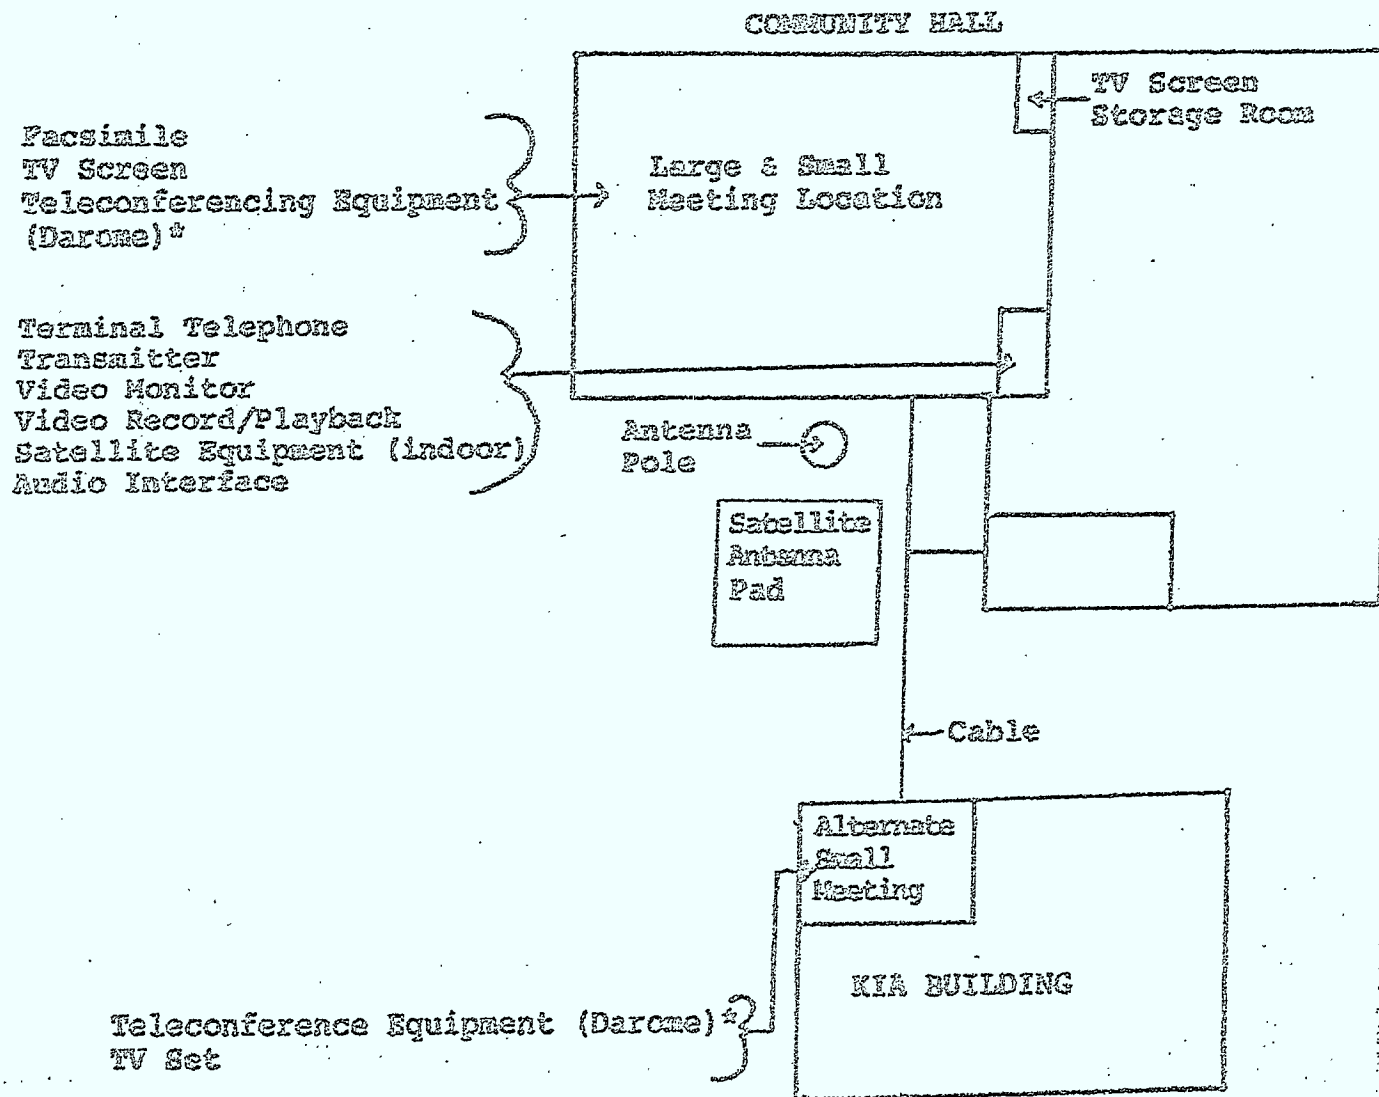 COMMUNITY HALL
TV Screen
Storage Room
Facsimile
TV Screen
Teleconferencing Equipment
(Darome)*
Large & Small
Meeting Location
Terminal Telephone
Transmitter
Video Monitor
Video Record/Playback
Satellite Equipment (indoor)
Audio Interface
Antenna
Pole
Satellite
Antenna
Pad
Cable
Alternate
Small
Meeting
KIA BUILDING
Teleconference Equipment (Darome)*
TV Set